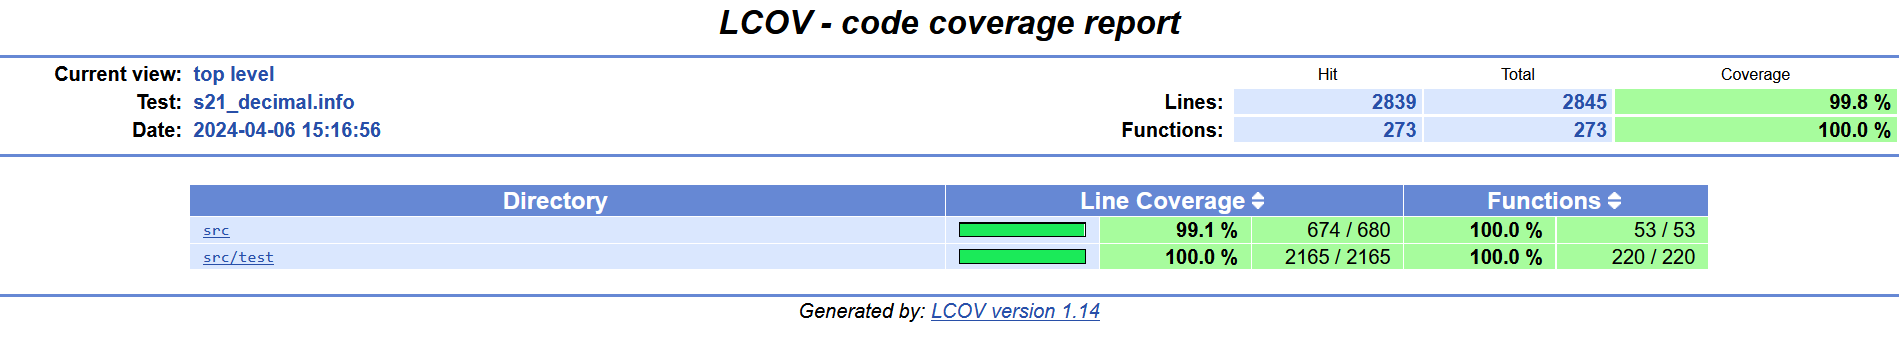 LCOV - code coverage report
Current view: top level Hit Total Coverage
Test: s21_decimal.info Lines: 2839 2845 99.8 %
Date: 2024-04-06 15:16:56 Functions: 273 273 100.0 %
Directory Line Coverage Functions
src 99.1 % 674 / 680 100.0 % 53 / 53
src/test 100.0 % 2165 / 2165 100.0 % 220 / 220
Generated by: LCOV version 1.14